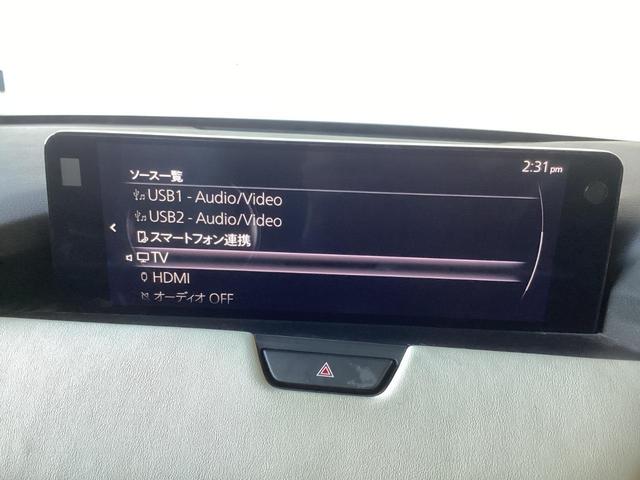 2:31 pm
ソース一覧
USB1 - Audio/Video
USB2 - Audio/Video
スマートフォン連携
TV
HDMI
オーディオ OFF